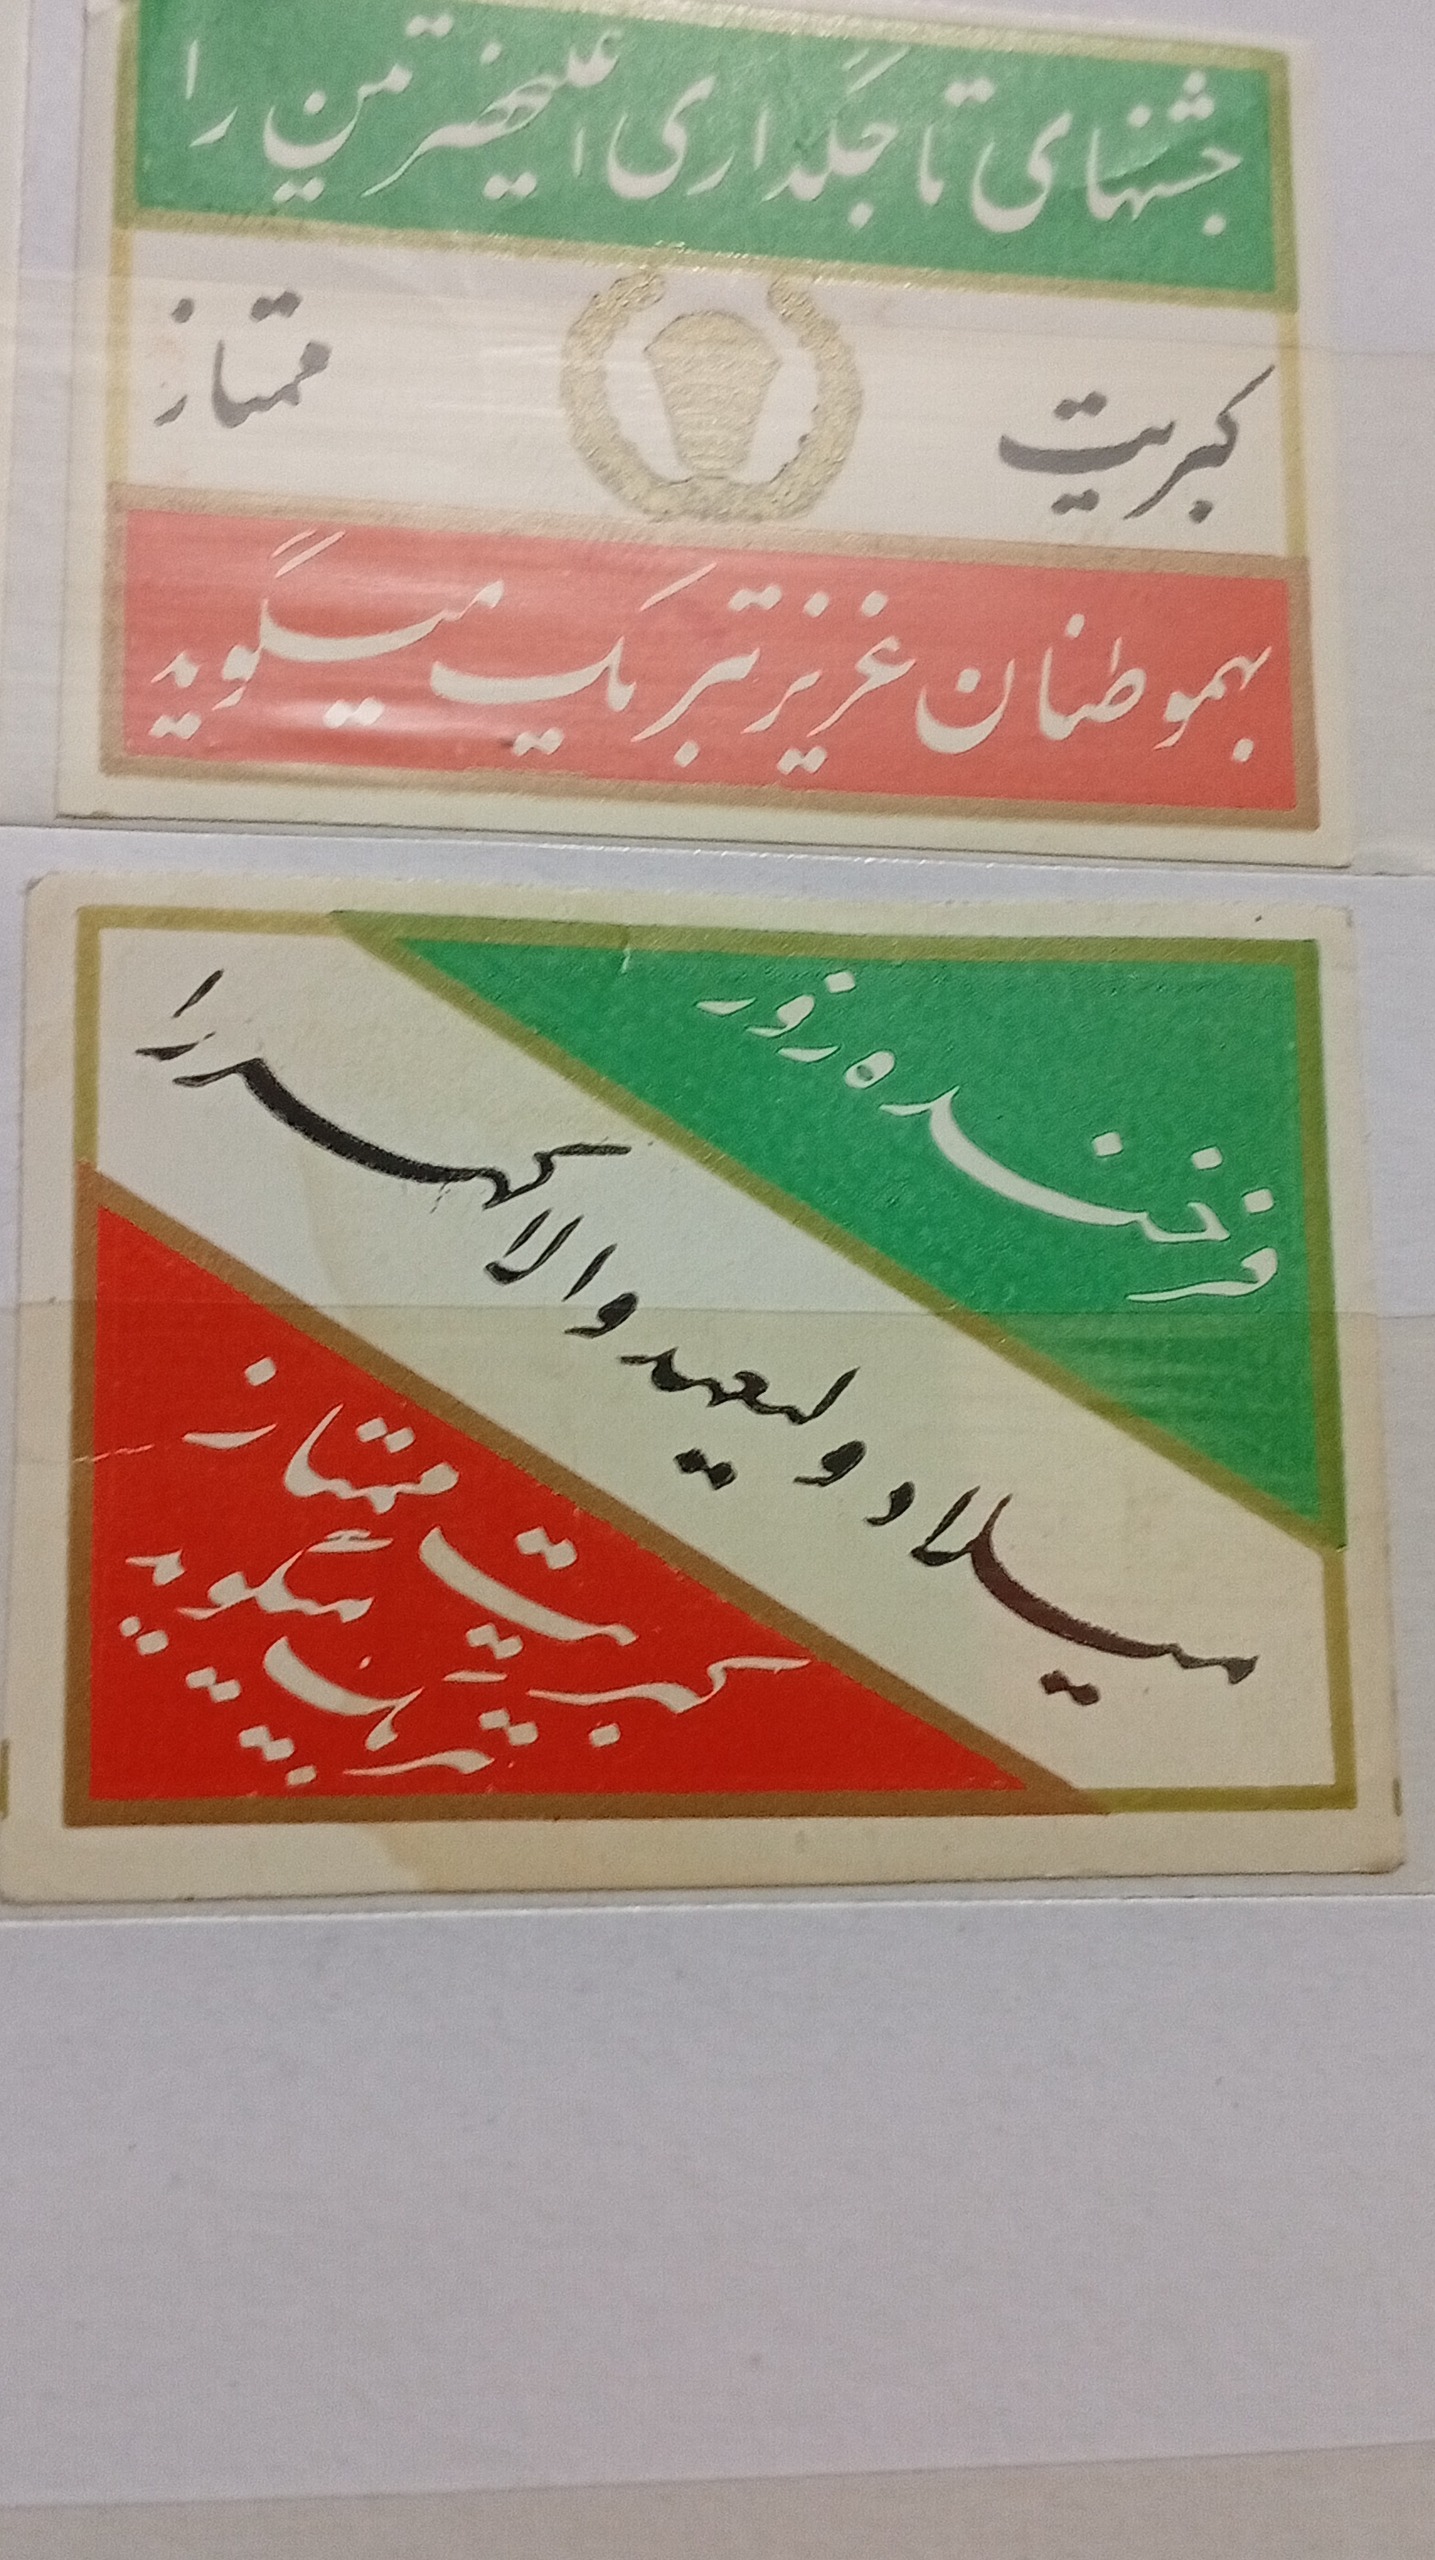 جشنهای تاجگذاری اعلیحضرتین را
کبریت ممتاز
بهموطنان عزیز تبریک میگوید
فرخنده روز
میلاد ولیعهد والاگهر را
کبریت ممتاز
تهنیت میگوید